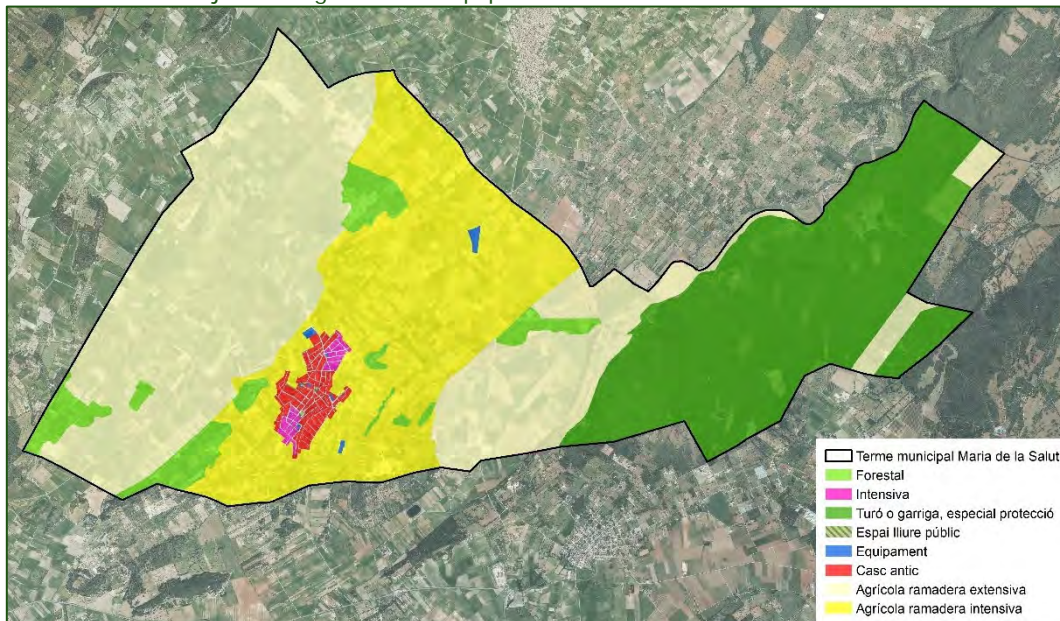 Terme municipal Maria de la Salut
Forestal
Intensiva
Turó o garriga, especial protecció
Espai lliure públic
Equipament
Casc antic
Agrícola ramadera extensiva
Agrícola ramadera intensiva